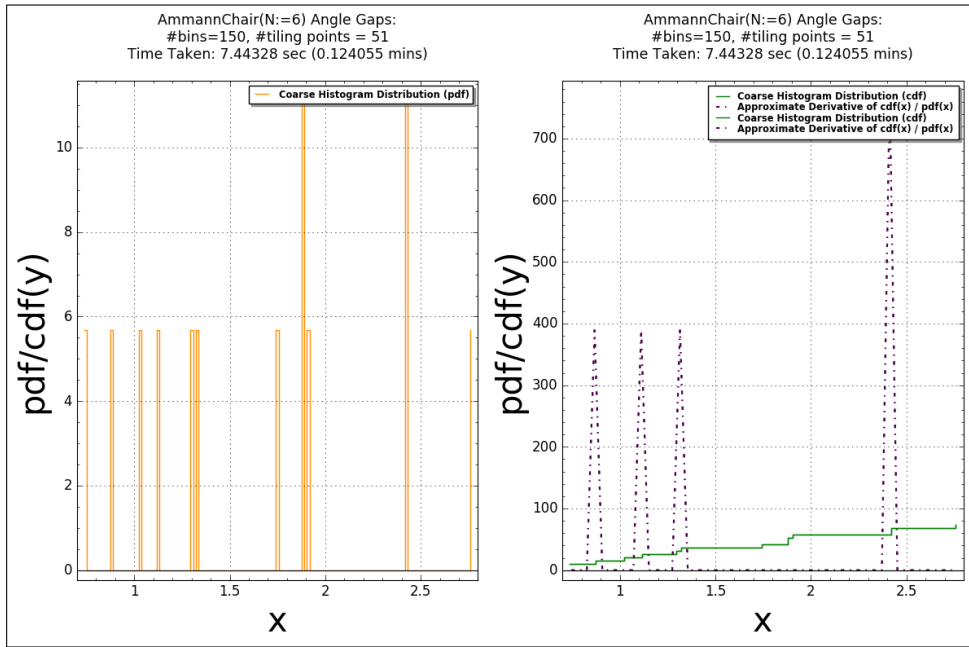 AmmannChair(N:=6) Angle Gaps:
#bins=150, #tiling points = 51
Time Taken: 7.44328 sec (0.124055 mins)
Coarse Histogram Distribution (pdf)
10
8
6
4
2
0
1
1.5
2
2.5
pdf/cdf(y)
x
AmmannChair(N:=6) Angle Gaps:
#bins=150, #tiling points = 51
Time Taken: 7.44328 sec (0.124055 mins)
Coarse Histogram Distribution (cdf)
Approximate Derivative of cdf(x) / pdf(x)
Coarse Histogram Distribution (cdf)
Approximate Derivative of cdf(x) / pdf(x)
700
600
500
400
300
200
100
0
1
1.5
2
2.5
pdf/cdf(y)
x